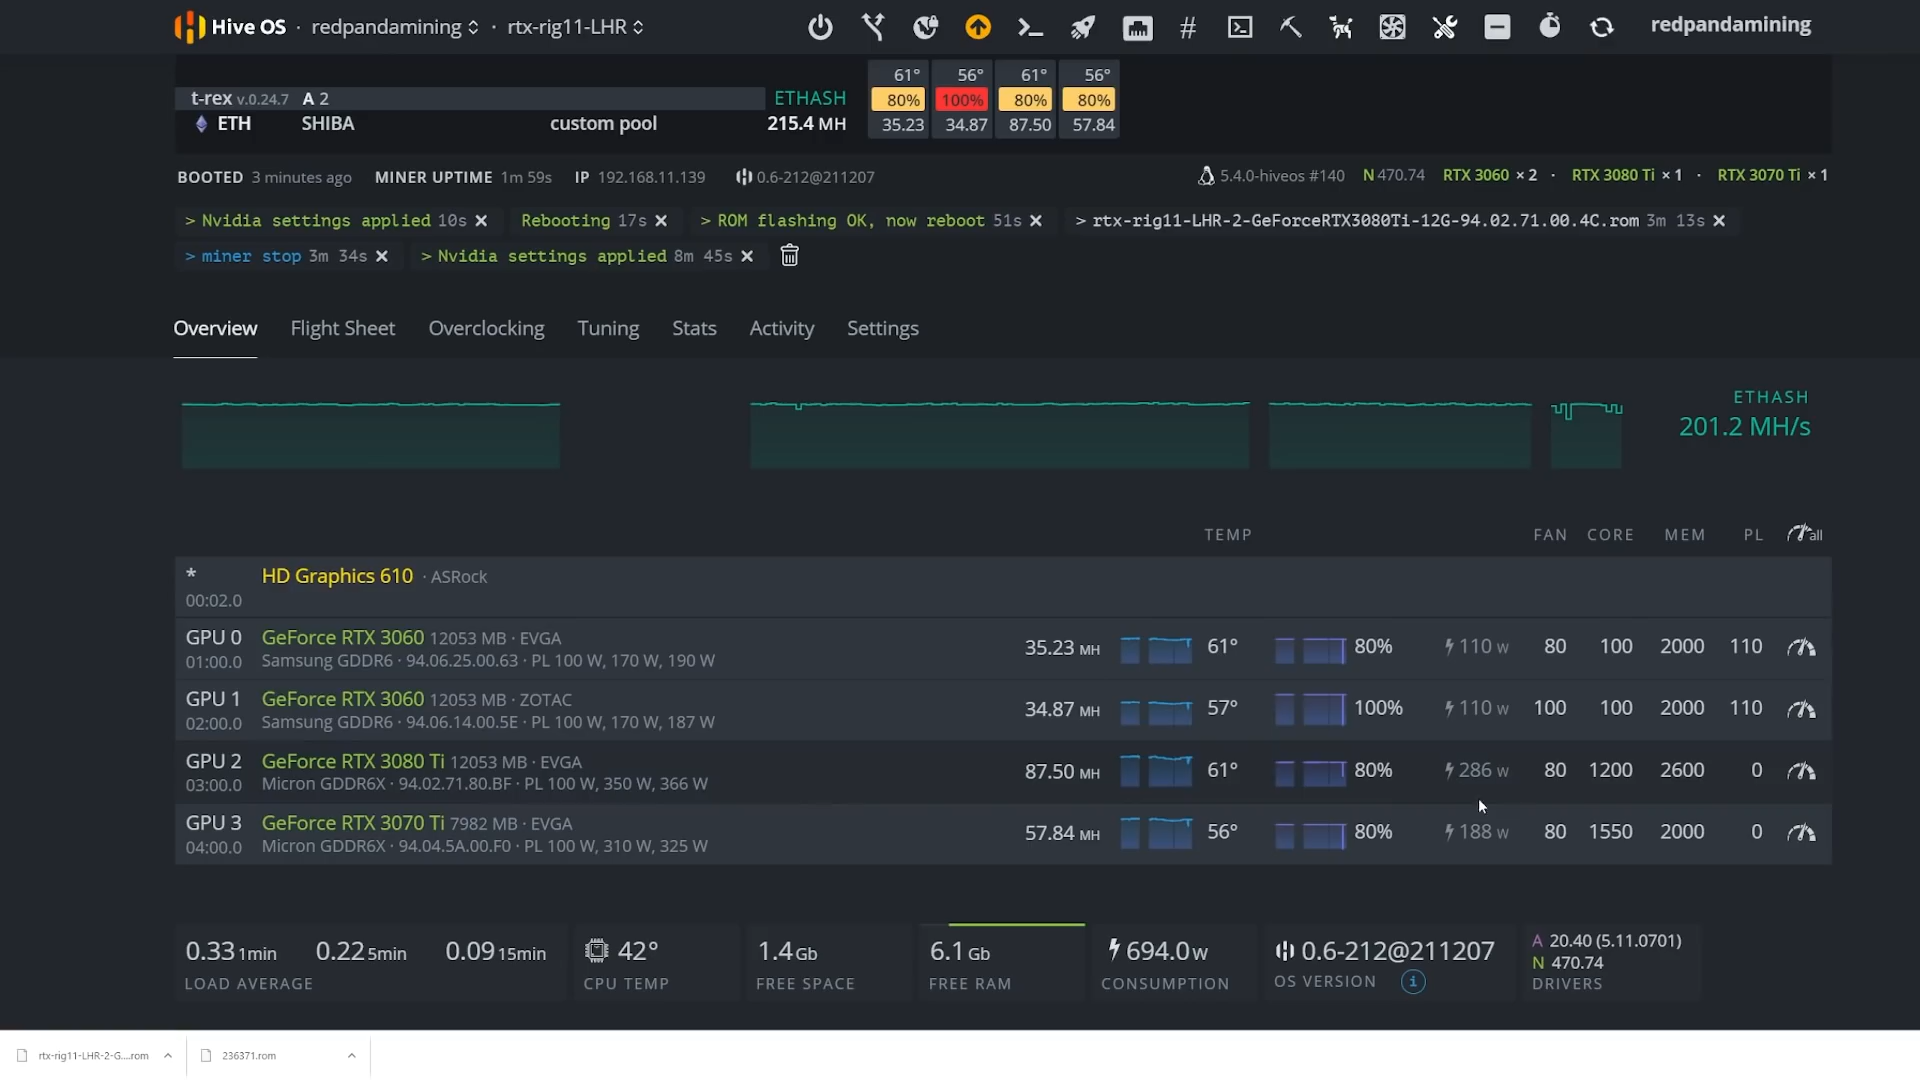 Hive OS · redpandamining · rtx-rig11-LHR redpandamining
61° 56° 61° 56°
t-rex v.0.24.7 A 2 ETHASH 80% 100% 80% 80%
ETH SHIBA custom pool 215.4 MH 35.23 34.87 87.50 57.84
BOOTED 3 minutes ago MINER UPTIME 1m 59s IP 192.168.11.139 0.6-212@211207 5.4.0-hiveos #140 N 470.74 RTX 3060 × 2 · RTX 3080 Ti × 1 · RTX 3070 Ti × 1
> Nvidia settings applied 10s × Rebooting 17s × > ROM flashing OK, now reboot 51s × > rtx-rig11-LHR-2-GeForceRTX3080Ti-12G-94.02.71.00.4C.rom 3m 13s ×
> miner stop 3m 34s × > Nvidia settings applied 8m 45s ×
Overview Flight Sheet Overclocking Tuning Stats Activity Settings
ETHASH
201.2 MH/s
TEMP FAN CORE MEM PL all
* HD Graphics 610 · ASRock
00:02.0
GPU 0 GeForce RTX 3060 12053 MB · EVGA
01:00.0 Samsung GDDR6 · 94.06.25.00.63 · PL 100 W, 170 W, 190 W
35.23 MH 61° 80% 110 W 80 100 2000 110
GPU 1 GeForce RTX 3060 12053 MB · ZOTAC
02:00.0 Samsung GDDR6 · 94.06.14.00.5E · PL 100 W, 170 W, 187 W
34.87 MH 57° 100% 110 W 100 100 2000 110
GPU 2 GeForce RTX 3080 Ti 12053 MB · EVGA
03:00.0 Micron GDDR6X · 94.02.71.80.BF · PL 100 W, 350 W, 366 W
87.50 MH 61° 80% 286 W 80 1200 2600 0
GPU 3 GeForce RTX 3070 Ti 7982 MB · EVGA
04:00.0 Micron GDDR6X · 94.04.5A.00.F0 · PL 100 W, 310 W, 325 W
57.84 MH 56° 80% 188 W 80 1550 2000 0
0.33 1min 0.22 5min 0.09 15min 42° 1.4 Gb 6.1 Gb 694.0 w 0.6-212@211207 A 20.40 (5.11.0701)
N 470.74
LOAD AVERAGE CPU TEMP FREE SPACE FREE RAM CONSUMPTION OS VERSION i DRIVERS
rtx-rig11-LHR-2-G....rom 236371.rom